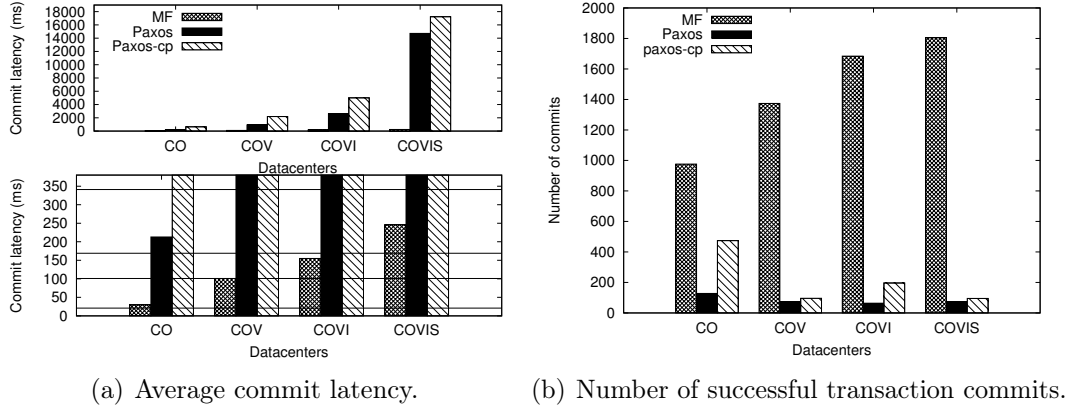 18000
16000
14000
12000
10000
8000
6000
4000
2000
0
Commit latency (ms)
MF
Paxos
Paxos-cp
CO COV COVI COVIS
Datacenters
350
300
250
200
150
100
50
0
Commit latency (ms)
CO COV COVI COVIS
Datacenters
(a) Average commit latency.
2000
1800
1600
1400
1200
1000
800
600
400
200
0
Number of commits
MF
Paxos
paxos-cp
CO COV COVI COVIS
Datacenters
(b) Number of successful transaction commits.